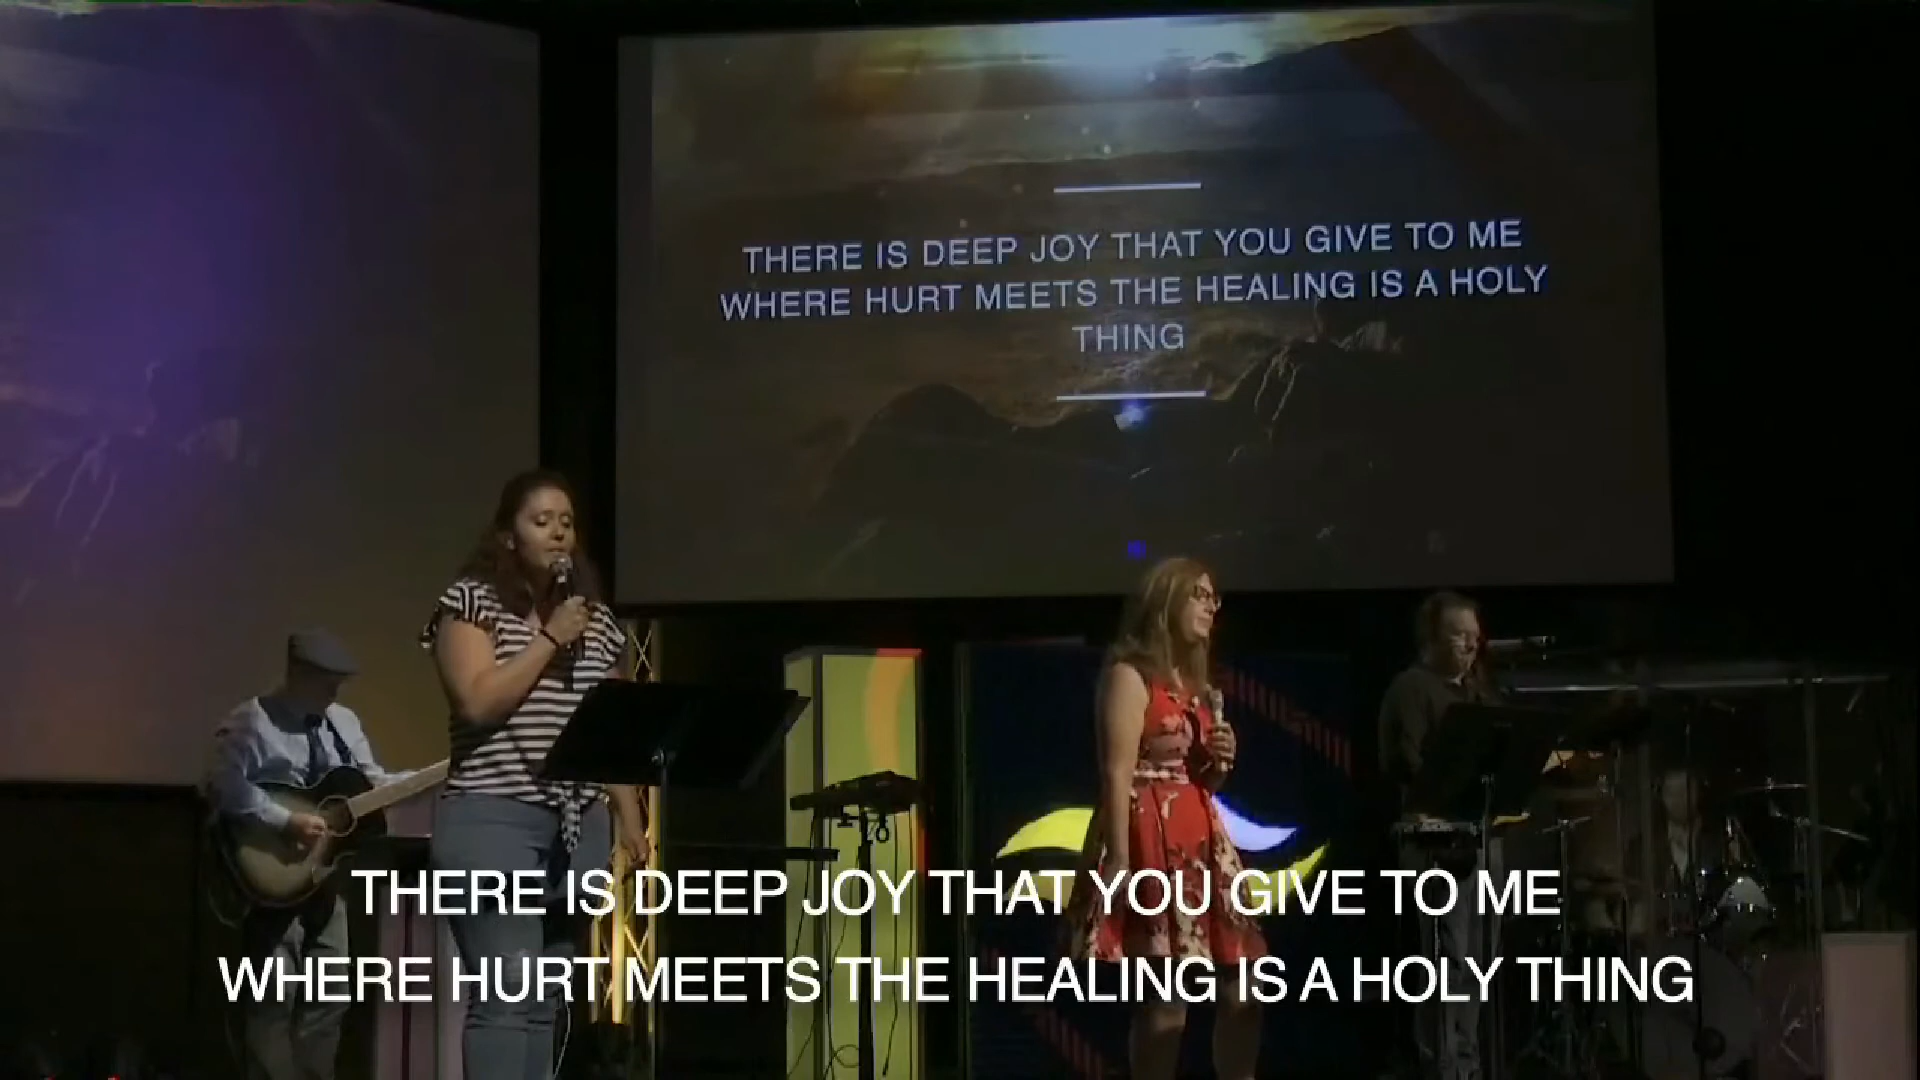 THERE IS DEEP JOY THAT YOU GIVE TO ME
WHERE HURT MEETS THE HEALING IS A HOLY
THING
THERE IS DEEP JOY THAT YOU GIVE TO ME
WHERE HURT MEETS THE HEALING IS A HOLY THING